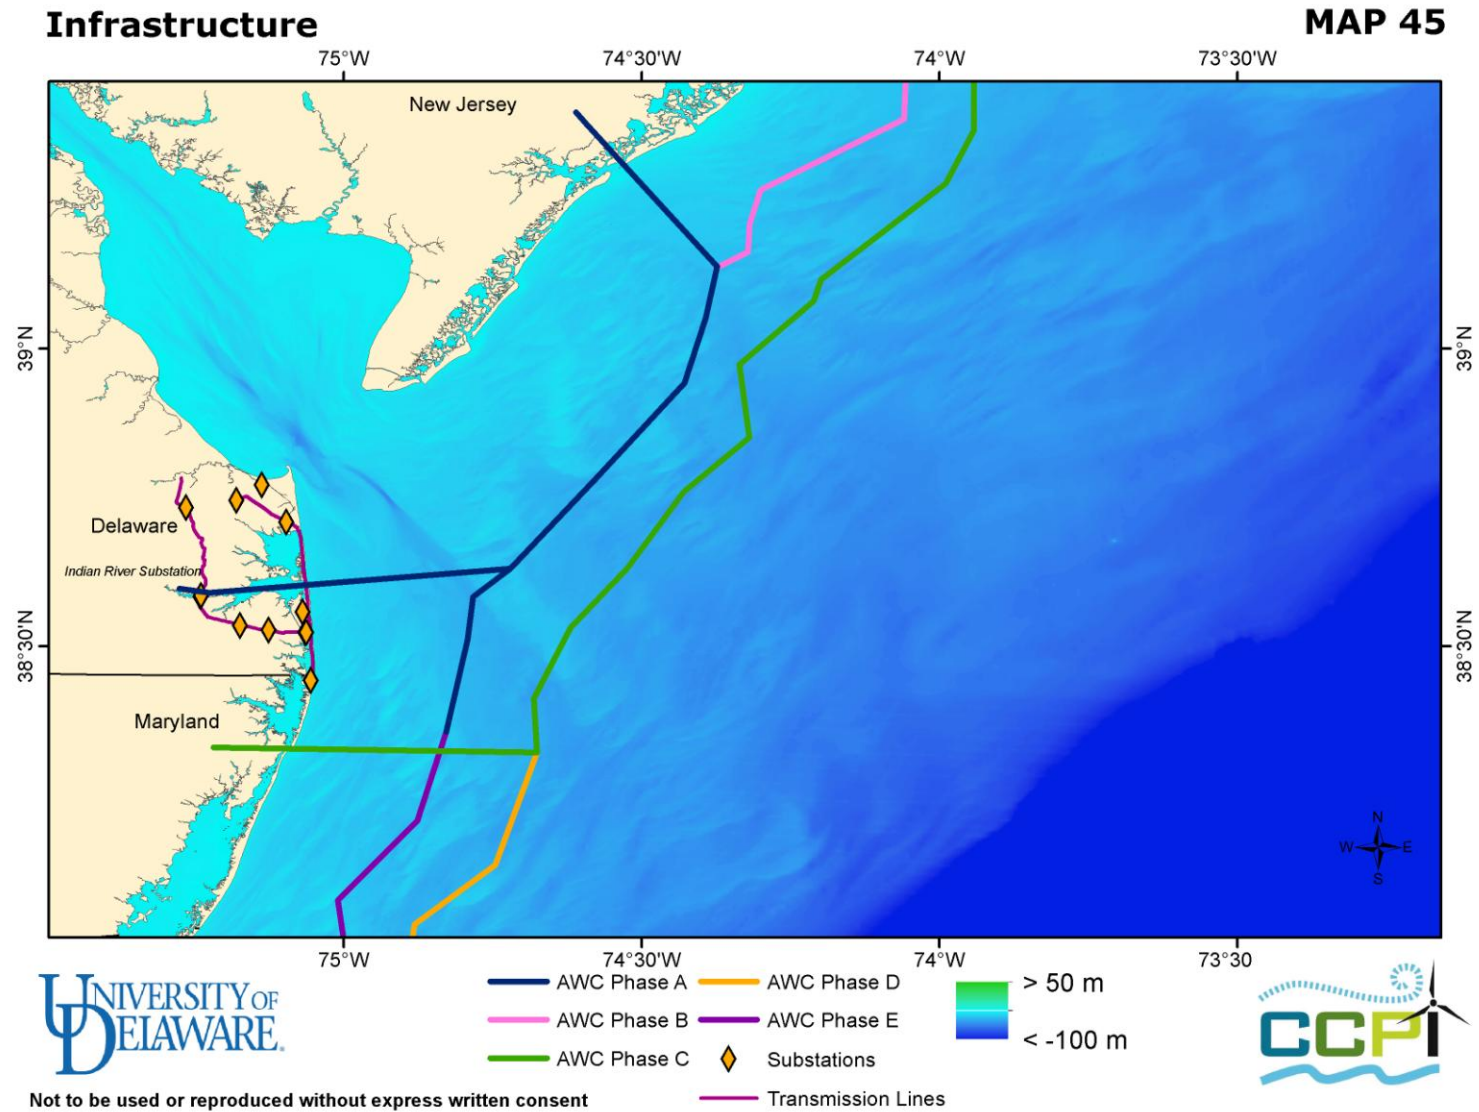 Infrastructure
MAP 45
75°W
74°30'W
74°W
73°30'W
New Jersey
39°N
39°N
Delaware
Indian River Substation
38°30'N
38°30'N
Maryland
N
W
E
S
75°W
74°30'W
74°W
73°30
UNIVERSITY OF
DELAWARE.
AWC Phase A
AWC Phase B
AWC Phase C
AWC Phase D
AWC Phase E
Substations
Transmission Lines
> 50 m
< -100 m
CCPI
Not to be used or reproduced without express written consent